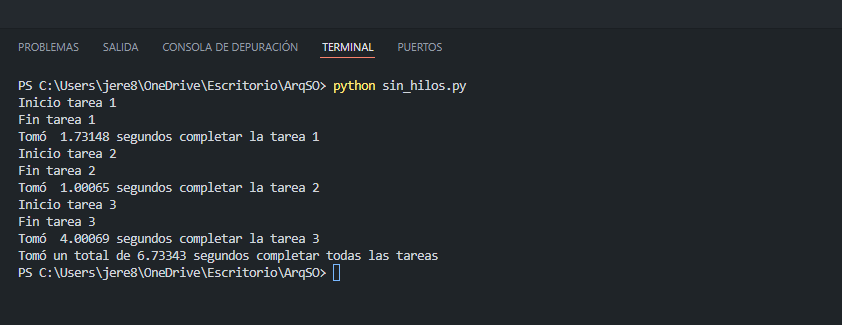 PROBLEMAS SALIDA CONSOLA DE DEPURACIÓN TERMINAL PUERTOS
PS C:\Users\jere8\OneDrive\Escritorio\ArqSO> python sin_hilos.py
Inicio tarea 1
Fin tarea 1
Tomó  1.73148 segundos completar la tarea 1
Inicio tarea 2
Fin tarea 2
Tomó  1.00065 segundos completar la tarea 2
Inicio tarea 3
Fin tarea 3
Tomó  4.00069 segundos completar la tarea 3
Tomó un total de 6.73343 segundos completar todas las tareas
PS C:\Users\jere8\OneDrive\Escritorio\ArqSO>